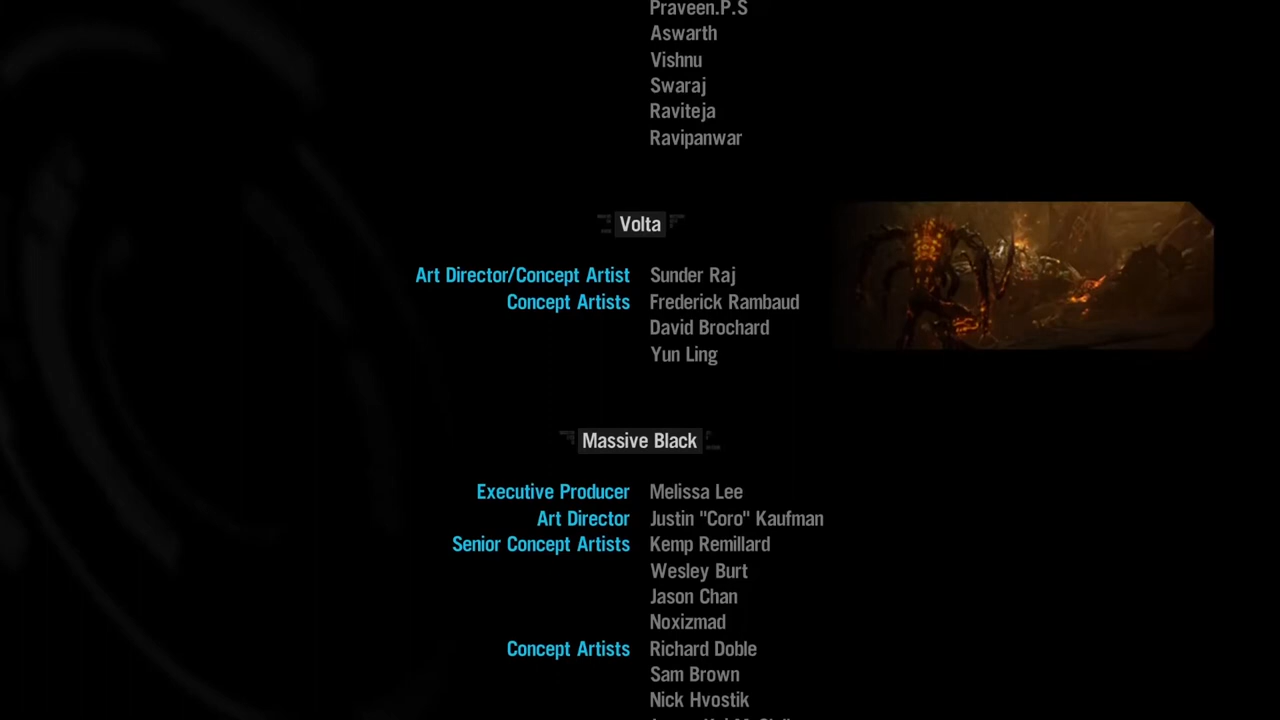 Praveen.P.S
Aswarth
Vishnu
Swaraj
Raviteja
Ravipanwar
Volta
Art Director/Concept Artist Sunder Raj
Concept Artists Frederick Rambaud
David Brochard
Yun Ling
Massive Black
Executive Producer Melissa Lee
Art Director Justin "Coro" Kaufman
Senior Concept Artists Kemp Remillard
Wesley Burt
Jason Chan
Noxizmad
Concept Artists Richard Doble
Sam Brown
Nick Hvostik